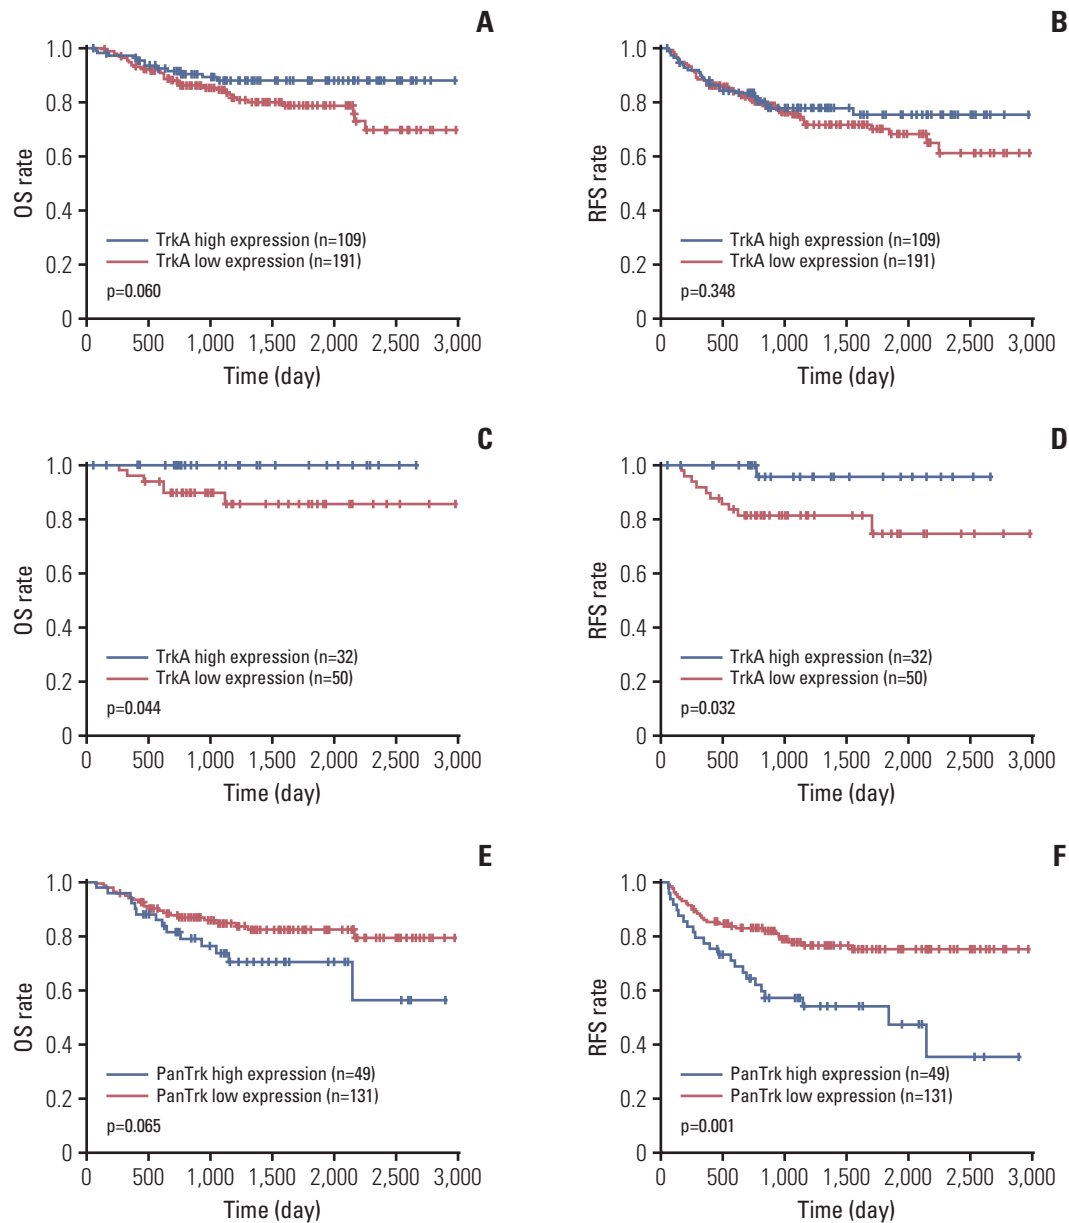 A
OS rate
1.0
0.8
0.6
0.4
0.2
0
TrkA high expression (n=109)
TrkA low expression (n=191)
p=0.060
0 500 1,000 1,500 2,000 2,500 3,000
Time (day)
B
RFS rate
1.0
0.8
0.6
0.4
0.2
0
TrkA high expression (n=109)
TrkA low expression (n=191)
p=0.348
0 500 1,000 1,500 2,000 2,500 3,000
Time (day)
C
OS rate
1.0
0.8
0.6
0.4
0.2
0
TrkA high expression (n=32)
TrkA low expression (n=50)
p=0.044
0 500 1,000 1,500 2,000 2,500 3,000
Time (day)
D
RFS rate
1.0
0.8
0.6
0.4
0.2
0
TrkA high expression (n=32)
TrkA low expression (n=50)
p=0.032
0 500 1,000 1,500 2,000 2,500 3,000
Time (day)
E
OS rate
1.0
0.8
0.6
0.4
0.2
0
PanTrk high expression (n=49)
PanTrk low expression (n=131)
p=0.065
0 500 1,000 1,500 2,000 2,500 3,000
Time (day)
F
RFS rate
1.0
0.8
0.6
0.4
0.2
0
PanTrk high expression (n=49)
PanTrk low expression (n=131)
p=0.001
0 500 1,000 1,500 2,000 2,500 3,000
Time (day)